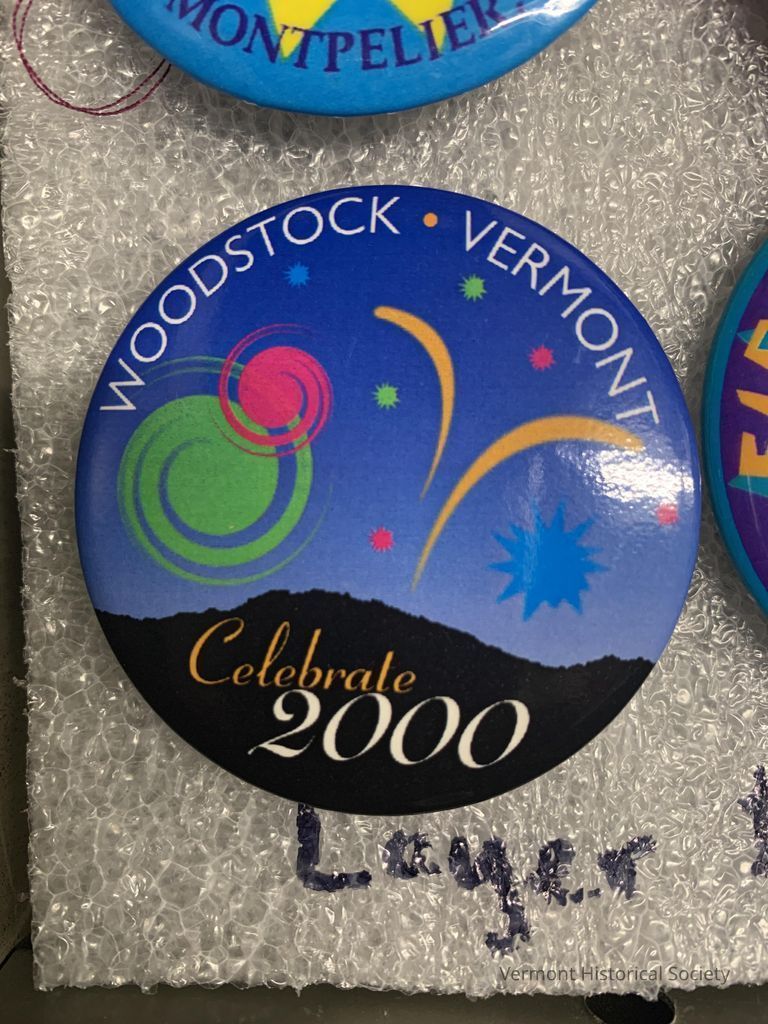 MONTPELIER
WOODSTOCK • VERMONT
Celebrate
2000
Layer
Vermont Historical Society